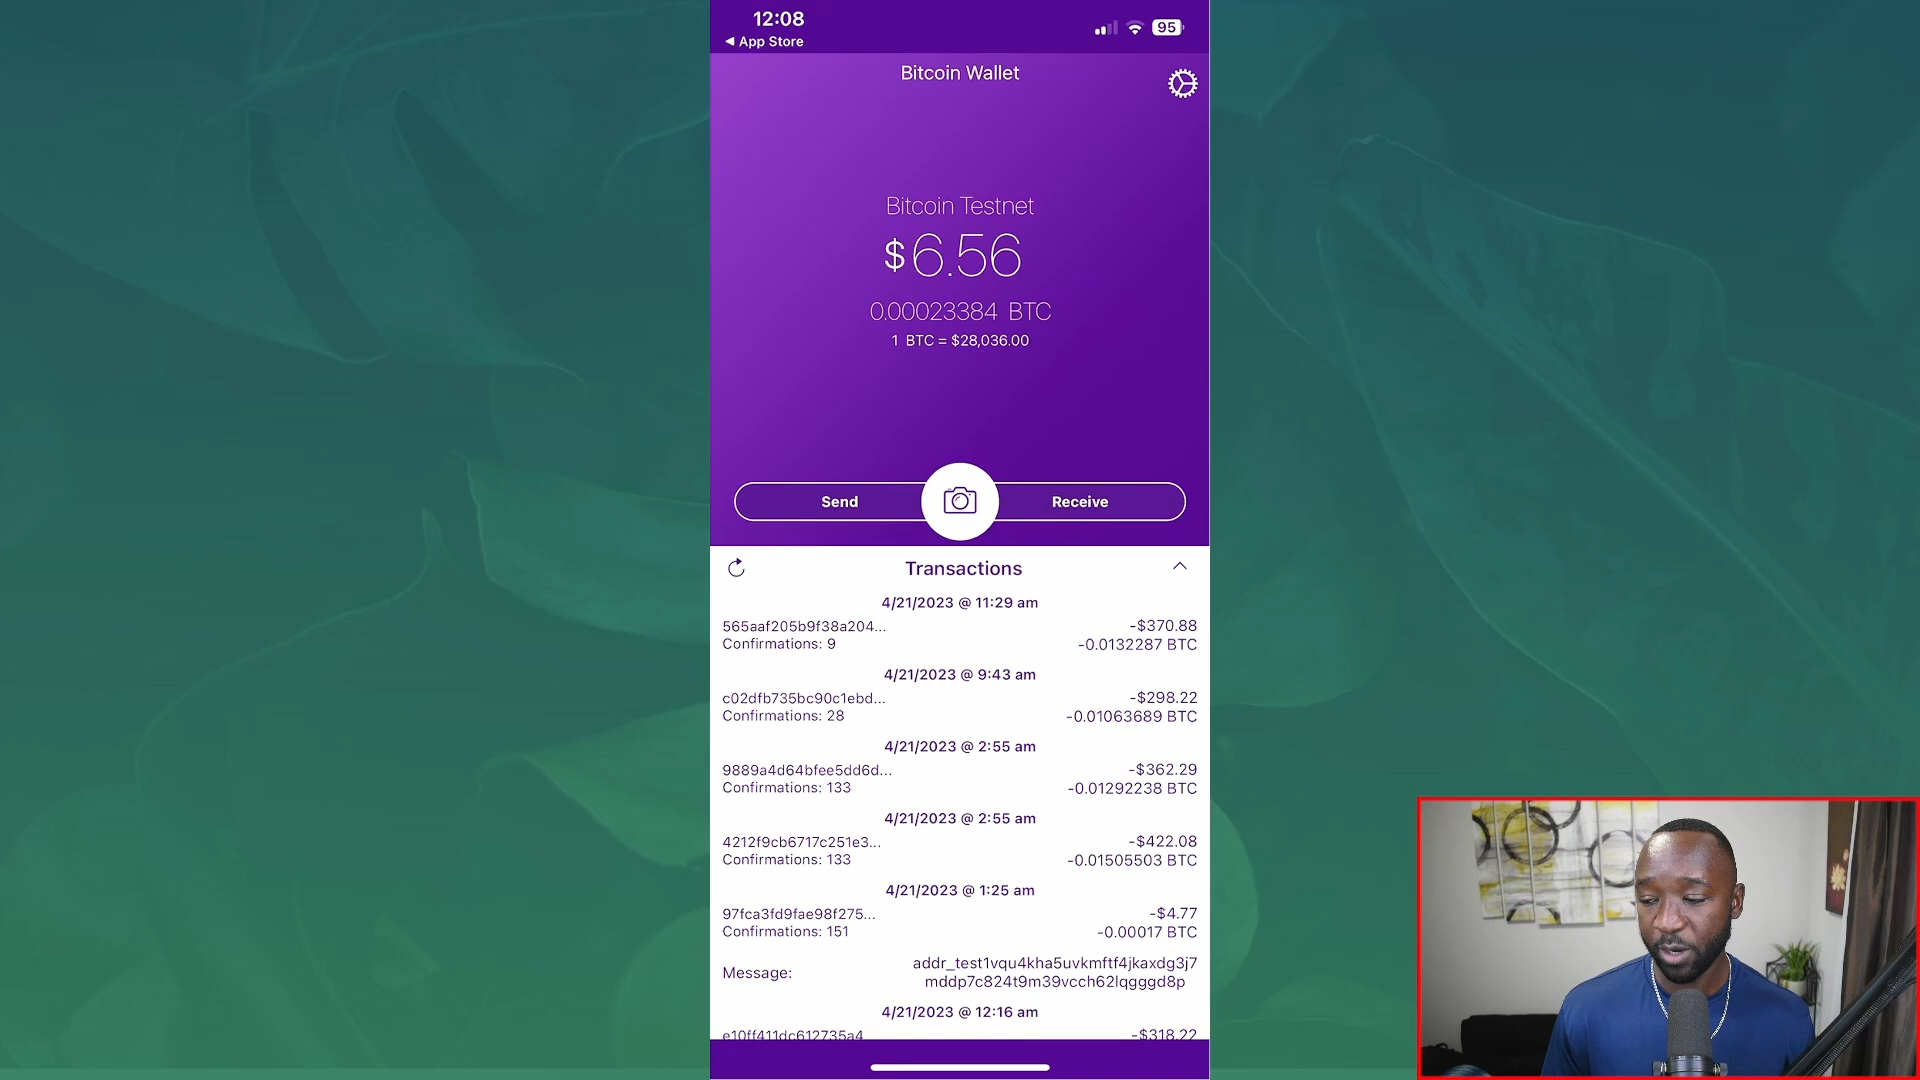 12:08
◀ App Store
95
Bitcoin Wallet
Bitcoin Testnet
$6.56
0.00023384 BTC
1 BTC = $28,036.00
Send
Receive
Transactions
4/21/2023 @ 11:29 am
565aaf205b9f38a204... -$370.88
Confirmations: 9 -0.0132287 BTC
4/21/2023 @ 9:43 am
c02dfb735bc90c1ebd... -$298.22
Confirmations: 28 -0.01063689 BTC
4/21/2023 @ 2:55 am
9889a4d64bfee5dd6d... -$362.29
Confirmations: 133 -0.01292238 BTC
4/21/2023 @ 2:55 am
4212f9cb6717c251e3... -$422.08
Confirmations: 133 -0.01505503 BTC
4/21/2023 @ 1:25 am
97fca3fd9fae98f275... -$4.77
Confirmations: 151 -0.00017 BTC
Message: addr_test1vqu4kha5uvkmftf4jkaxdg3j7
mddp7c824t9m39vcch62lqgggd8p
4/21/2023 @ 12:16 am
e10ff411dc612735a4 -$318.22